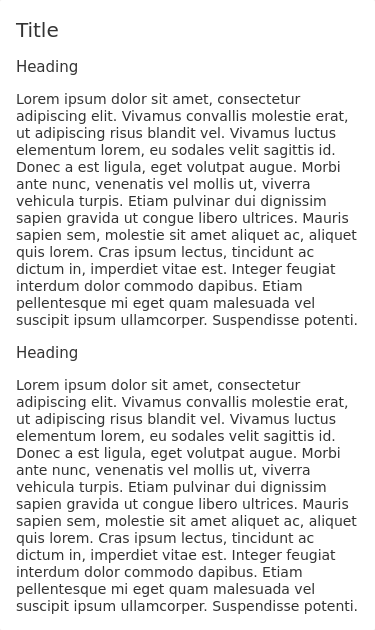 Title
Heading
Lorem ipsum dolor sit amet, consectetur
adipiscing elit. Vivamus convallis molestie erat,
ut adipiscing risus blandit vel. Vivamus luctus
elementum lorem, eu sodales velit sagittis id.
Donec a est ligula, eget volutpat augue. Morbi
ante nunc, venenatis vel mollis ut, viverra
vehicula turpis. Etiam pulvinar dui dignissim
sapien gravida ut congue libero ultrices. Mauris
sapien sem, molestie sit amet aliquet ac, aliquet
quis lorem. Cras ipsum lectus, tincidunt ac
dictum in, imperdiet vitae est. Integer feugiat
interdum dolor commodo dapibus. Etiam
pellentesque mi eget quam malesuada vel
suscipit ipsum ullamcorper. Suspendisse potenti.
Heading
Lorem ipsum dolor sit amet, consectetur
adipiscing elit. Vivamus convallis molestie erat,
ut adipiscing risus blandit vel. Vivamus luctus
elementum lorem, eu sodales velit sagittis id.
Donec a est ligula, eget volutpat augue. Morbi
ante nunc, venenatis vel mollis ut, viverra
vehicula turpis. Etiam pulvinar dui dignissim
sapien gravida ut congue libero ultrices. Mauris
sapien sem, molestie sit amet aliquet ac, aliquet
quis lorem. Cras ipsum lectus, tincidunt ac
dictum in, imperdiet vitae est. Integer feugiat
interdum dolor commodo dapibus. Etiam
pellentesque mi eget quam malesuada vel
suscipit ipsum ullamcorper. Suspendisse potenti.